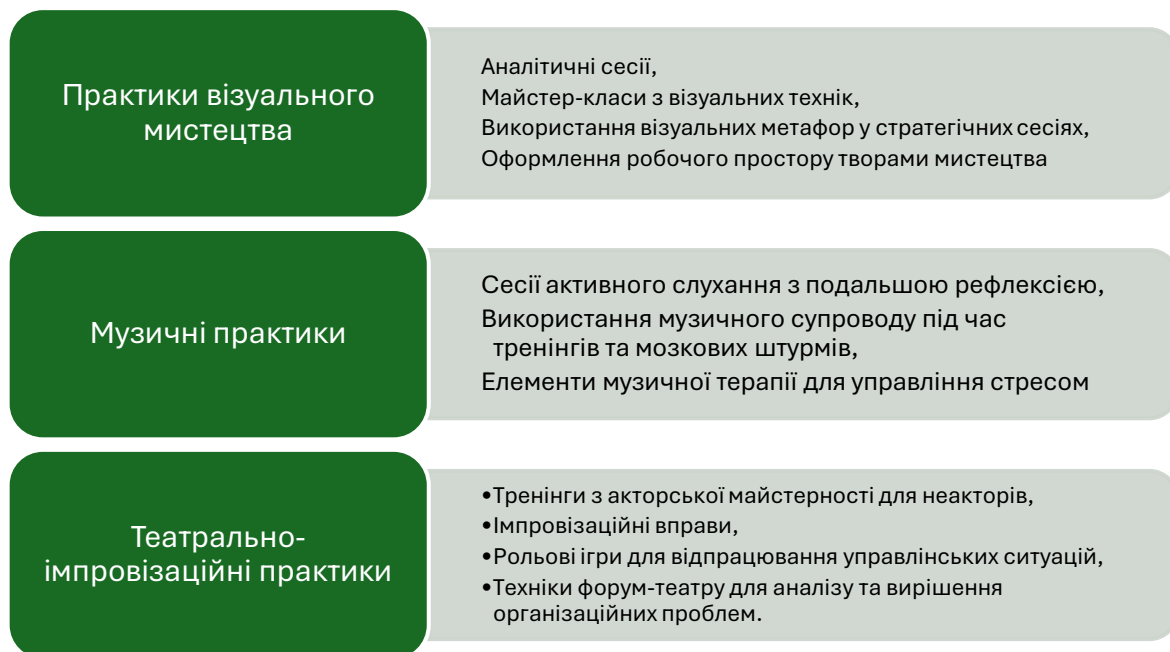 Практики візуального
мистецтва
Аналітичні сесії,
Майстер-класи з візуальних технік,
Використання візуальних метафор у стратегічних сесіях,
Оформлення робочого простору творами мистецтва
Музичні практики
Сесії активного слухання з подальшою рефлексією,
Використання музичного супроводу під час
тренінгів та мозкових штурмів,
Елементи музичної терапії для управління стресом
Театрально-
імпровізаційні практики
•Тренінги з акторської майстерності для неакторів,
•Імпровізаційні вправи,
•Рольові ігри для відпрацювання управлінських ситуацій,
•Техніки форум-театру для аналізу та вирішення
організаційних проблем.